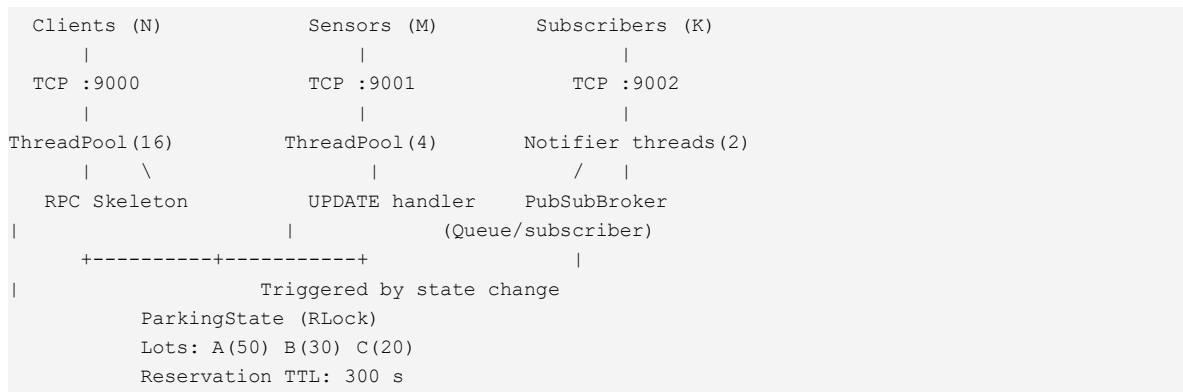 Clients (N)              Sensors (M)          Subscribers (K)
     |                        |                         |
 TCP :9000                TCP :9001               TCP :9002
     |                        |                         |
ThreadPool(16)          ThreadPool(4)       Notifier threads(2)
     |    \                    |                   /   |
  RPC Skeleton           UPDATE handler    PubSubBroker
|                       |               (Queue/subscriber)
     +----------+-----------+                     |
|                    Triggered by state change
          ParkingState (RLock)
          Lots: A(50) B(30) C(20)
          Reservation TTL: 300 s